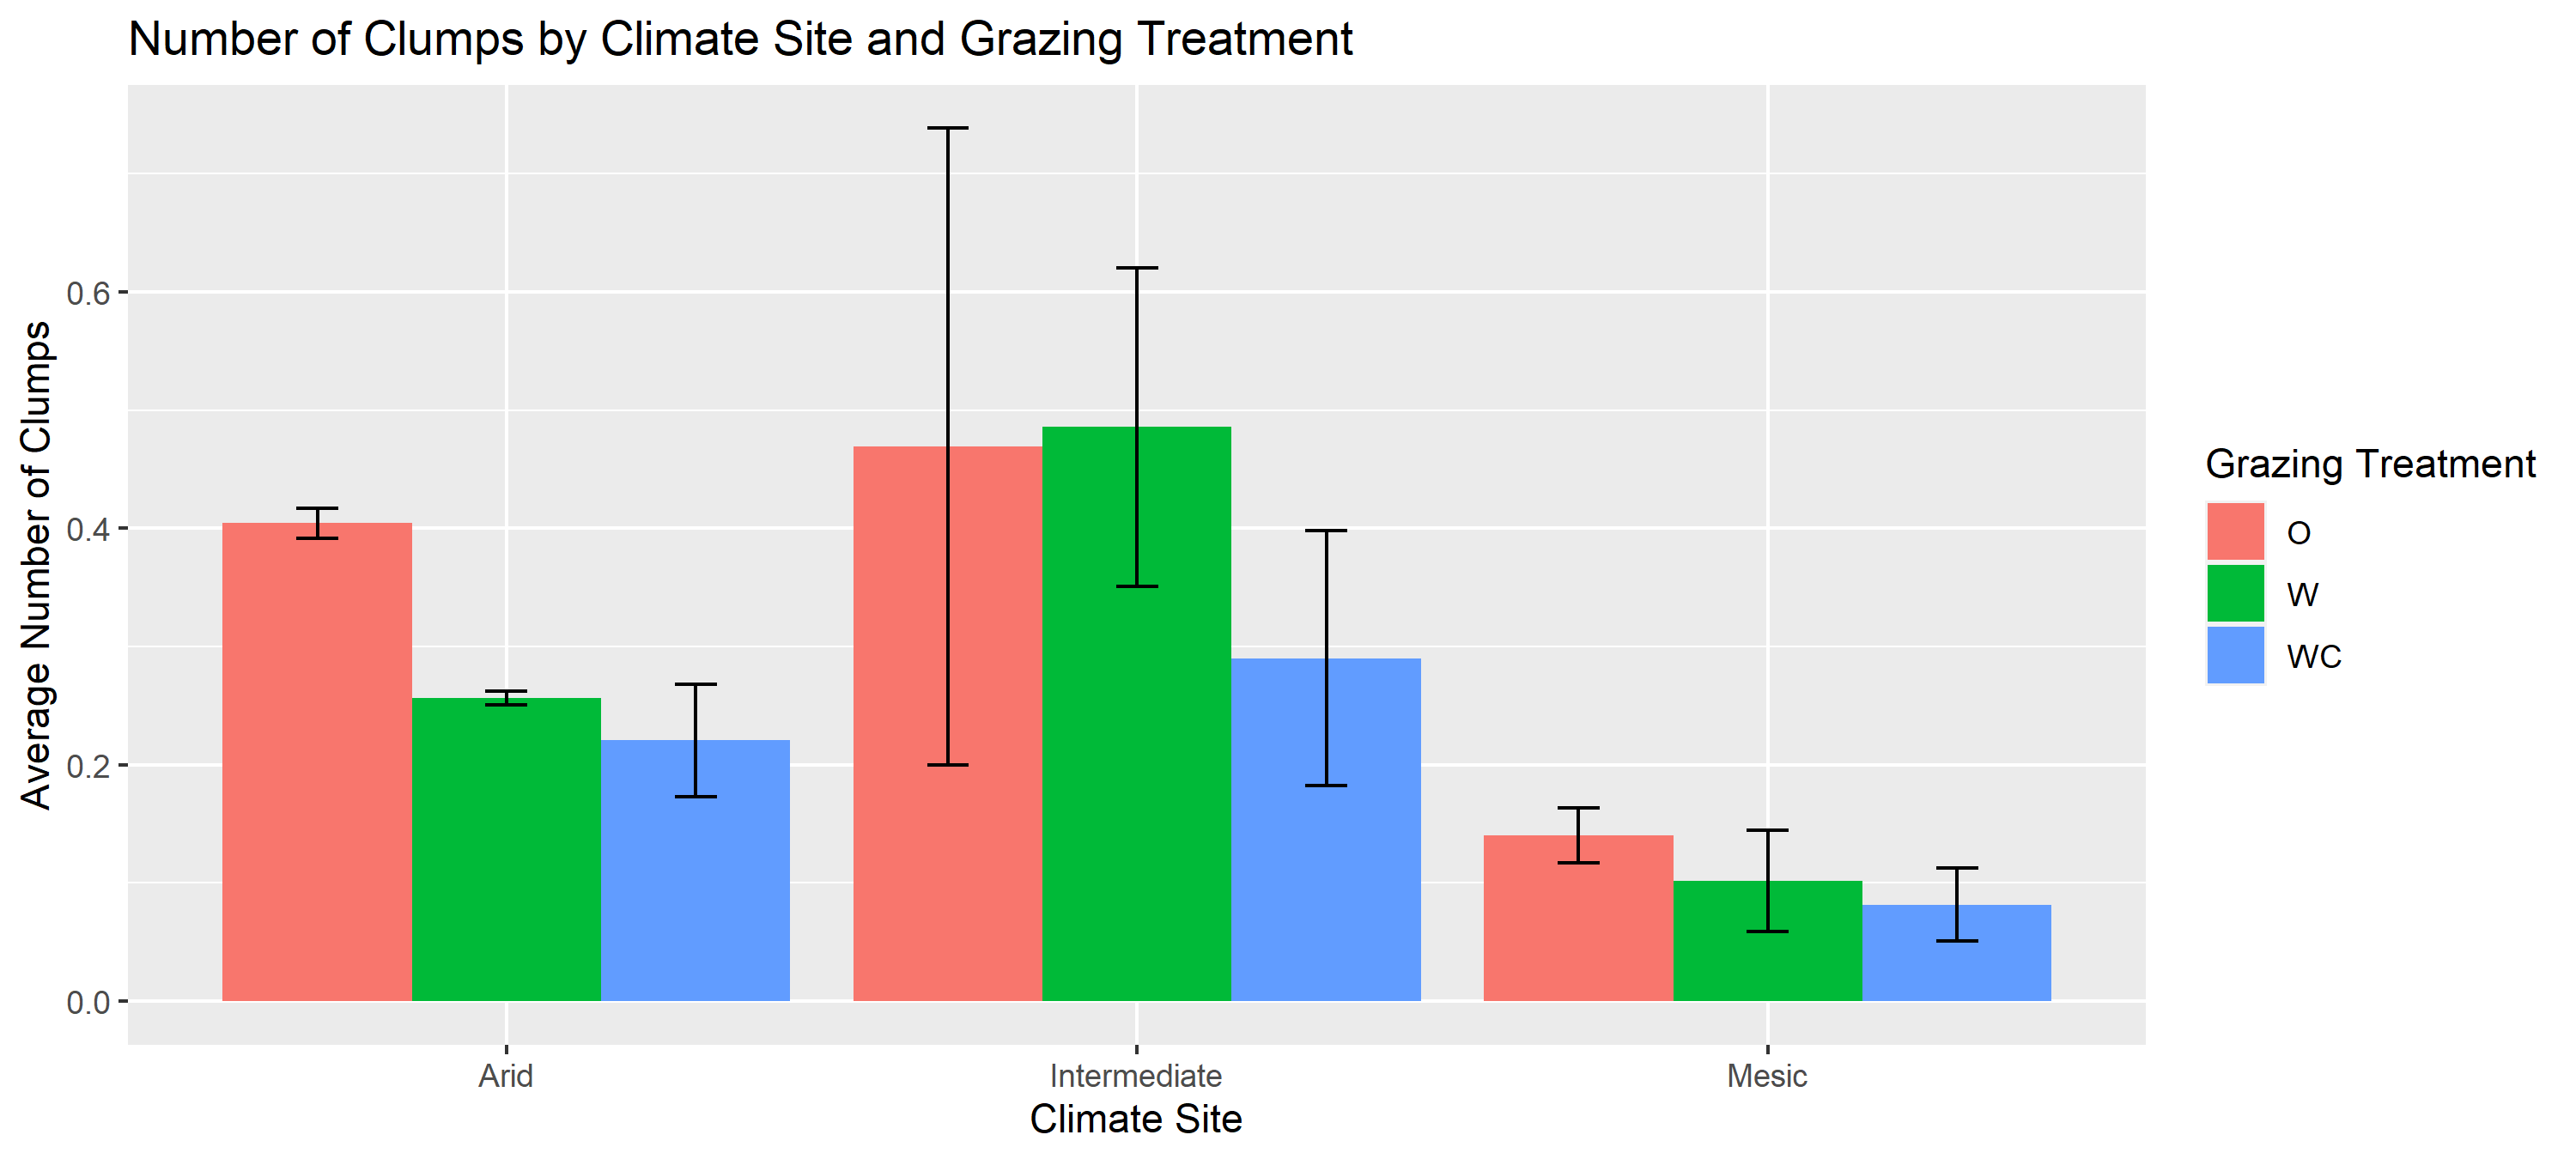 Number of Clumps by Climate Site and Grazing Treatment
Average Number of Clumps
0.6
0.4
0.2
0.0
Arid
Intermediate
Mesic
Climate Site
Grazing Treatment
O
W
WC